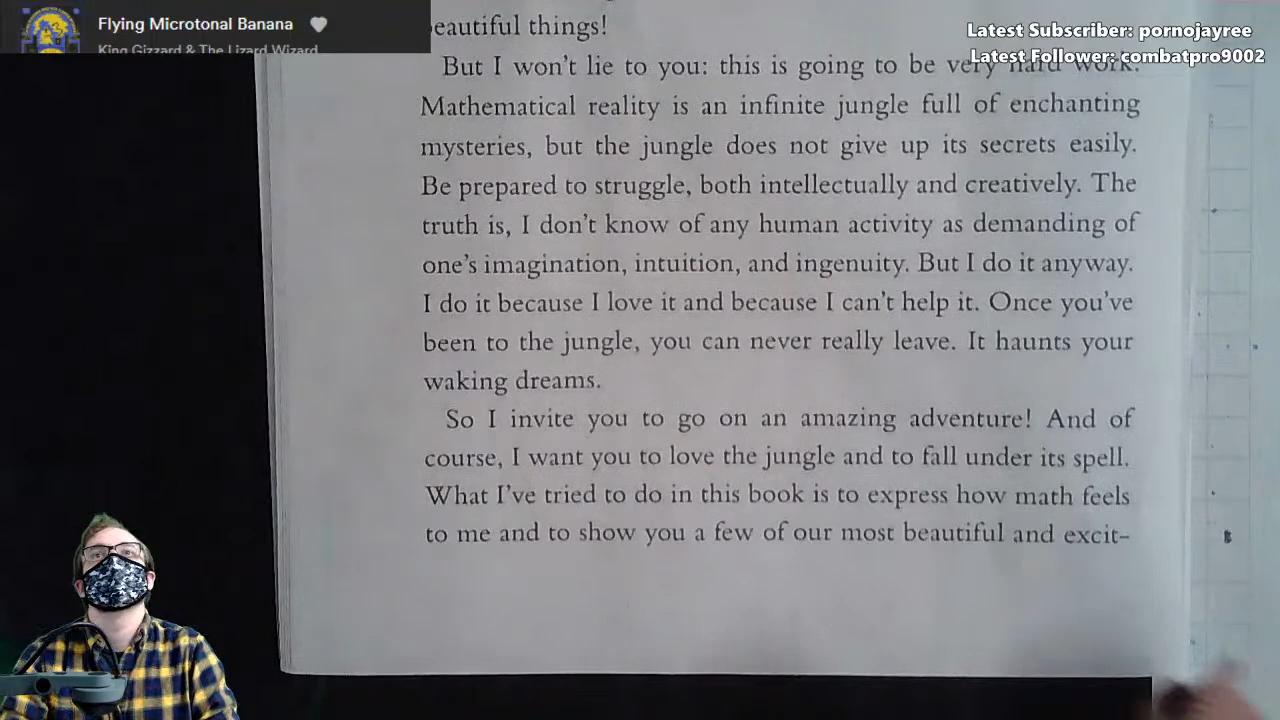 Flying Microtonal Banana
King Gizzard & The Lizard Wizard
Latest Subscriber: pornojayree
Latest Follower: combatpro9002
beautiful things!
But I won't lie to you: this is going to be very hard work.
Mathematical reality is an infinite jungle full of enchanting
mysteries, but the jungle does not give up its secrets easily.
Be prepared to struggle, both intellectually and creatively. The
truth is, I don't know of any human activity as demanding of
one's imagination, intuition, and ingenuity. But I do it anyway.
I do it because I love it and because I can't help it. Once you've
been to the jungle, you can never really leave. It haunts your
waking dreams.
So I invite you to go on an amazing adventure! And of
course, I want you to love the jungle and to fall under its spell.
What I've tried to do in this book is to express how math feels
to me and to show you a few of our most beautiful and excit-